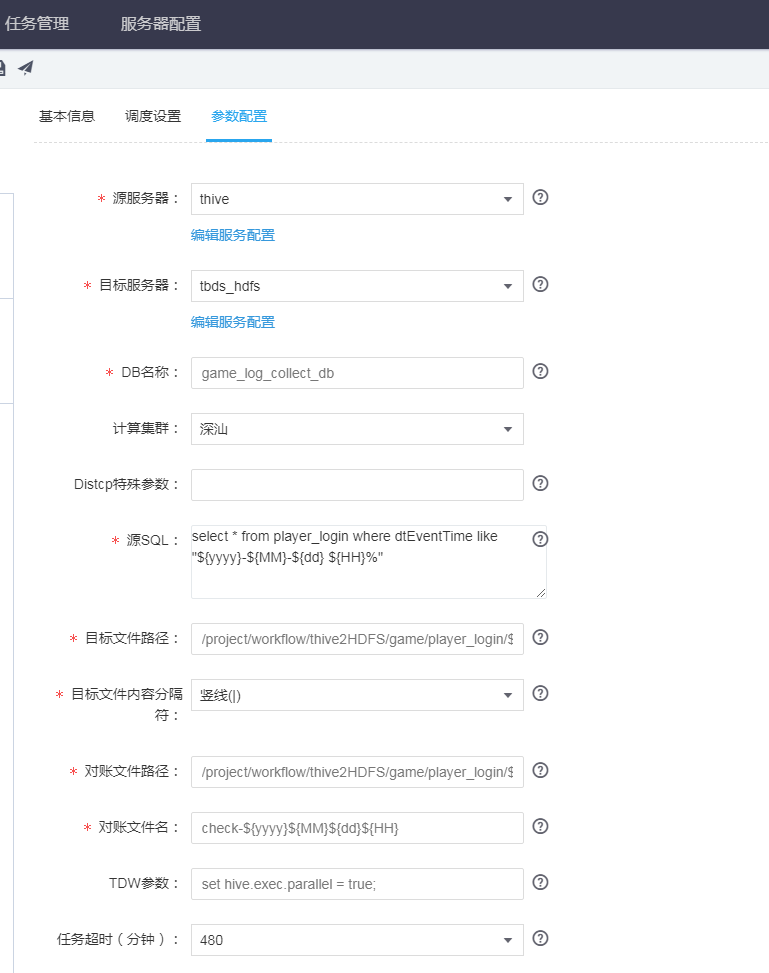 任务管理 服务器配置
基本信息 调度设置 参数配置
* 源服务器： thive
编辑服务配置
* 目标服务器： tbds_hdfs
编辑服务配置
* DB名称： game_log_collect_db
计算集群： 深汕
Distcp特殊参数：
* 源SQL： select * from player_login where dtEventTime like
"${yyyy}-${MM}-${dd} ${HH}%"
* 目标文件路径： /project/workflow/thive2HDFS/game/player_login/$
* 目标文件内容分隔 竖线(|)
符：
* 对账文件路径： /project/workflow/thive2HDFS/game/player_login/$
* 对账文件名： check-${yyyy}${MM}${dd}${HH}
TDW参数： set hive.exec.parallel = true;
任务超时（分钟）： 480